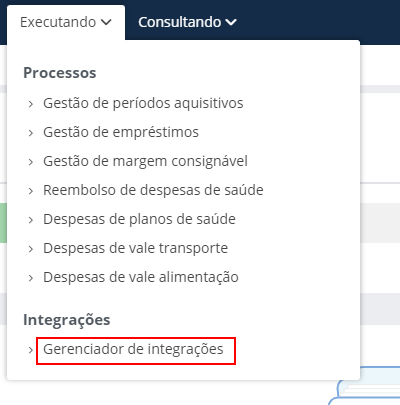 Executando
Consultando
Processos
Gestão de períodos aquisitivos
Gestão de empréstimos
Gestão de margem consignável
Reembolso de despesas de saúde
Despesas de planos de saúde
Despesas de vale transporte
Despesas de vale alimentação
Integrações
Gerenciador de integrações